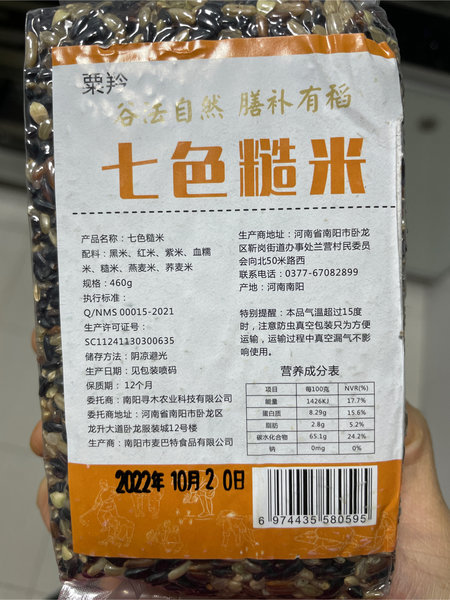 粟羚
谷活自然 膳补有稻
七色糙米
产品名称：七色糙米
配料：黑米、红米、紫米、血糯
米、糙米、燕麦米、荞麦米
规格：460g
执行标准：
Q/NMS 00015-2021
生产许可证号：
SC11241130300635
储存方法：阴凉避光
生产日期：见包装喷码
保质期：12个月
委托商：南阳寻木农业科技有限公司
委托商地址：河南省南阳市卧龙区
龙升大道卧龙服装城12号楼
生产商：南阳市麦巴特食品有限公司
生产商地址：河南省南阳市卧龙
区靳岗街道办事处兰营村民委员
会向北50米路西
联系电话：0377-67082899
产地：河南南阳
特别提醒：本品气温超过15度
时，注意防虫真空包装只为方便
运输，运输过程中真空漏气不影
响使用。
营养成分表
项目 每100克 NVR(%)
能量 1426KJ 17.7%
蛋白质 8.29g 15.6%
脂肪 2.8g 5.2%
碳水化合物 65.1g 24.2%
钠 0mg 0%
2022年10月20日
6 974435 580595